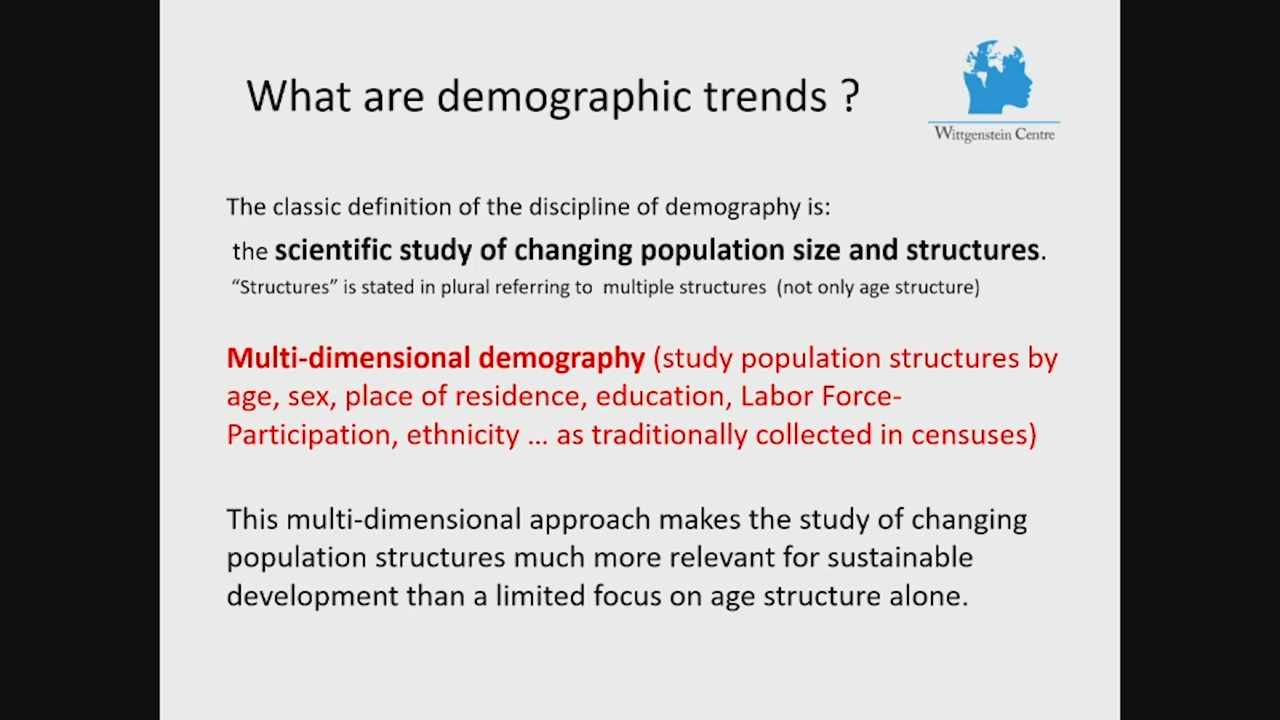 What are demographic trends ?
Wittgenstein Centre
The classic definition of the discipline of demography is:
the scientific study of changing population size and structures.
“Structures” is stated in plural referring to multiple structures (not only age structure)
Multi-dimensional demography (study population structures by
age, sex, place of residence, education, Labor Force-
Participation, ethnicity ... as traditionally collected in censuses)
This multi-dimensional approach makes the study of changing
population structures much more relevant for sustainable
development than a limited focus on age structure alone.